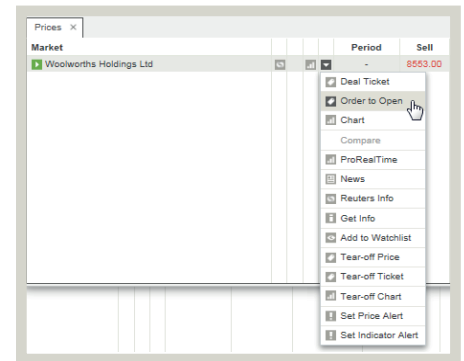 Prices ×
Market Period Sell
Woolworths Holdings Ltd - 8553.00
Deal Ticket
Order to Open
Chart
Compare
ProRealTime
News
Reuters Info
Get Info
Add to Watchlist
Tear-off Price
Tear-off Ticket
Tear-off Chart
Set Price Alert
Set Indicator Alert